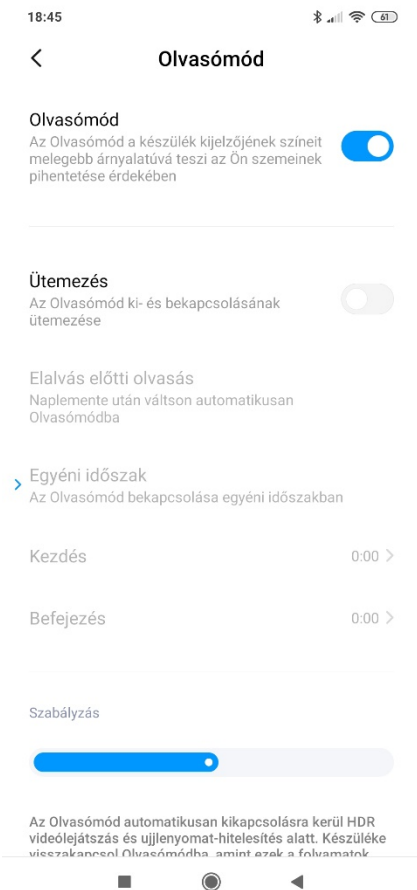 18:45
61
Olvasómód
Olvasómód
Az Olvasómód a készülék kijelzőjének színeit
melegebb árnyalatúvá teszi az Ön szemeinek
pihentetése érdekében
Ütemezés
Az Olvasómód ki- és bekapcsolásának
ütemezése
Elalvás előtti olvasás
Naplemente után váltson automatikusan
Olvasómódba
Egyéni időszak
Az Olvasómód bekapcsolása egyéni időszakban
Kezdés 0:00
Befejezés 0:00
Szabályzás
Az Olvasómód automatikusan kikapcsolásra kerül HDR
videólejátszás és ujjlenyomat-hitelesítés alatt. Készüléke
visszakapcsol Olvasómódba, amint ezek a folyamatok